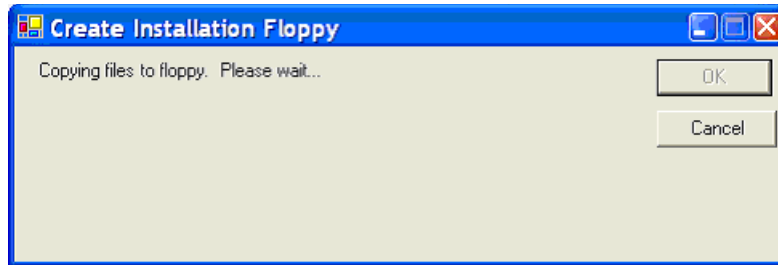 Create Installation Floppy
Copying files to floppy. Please wait...
OK
Cancel